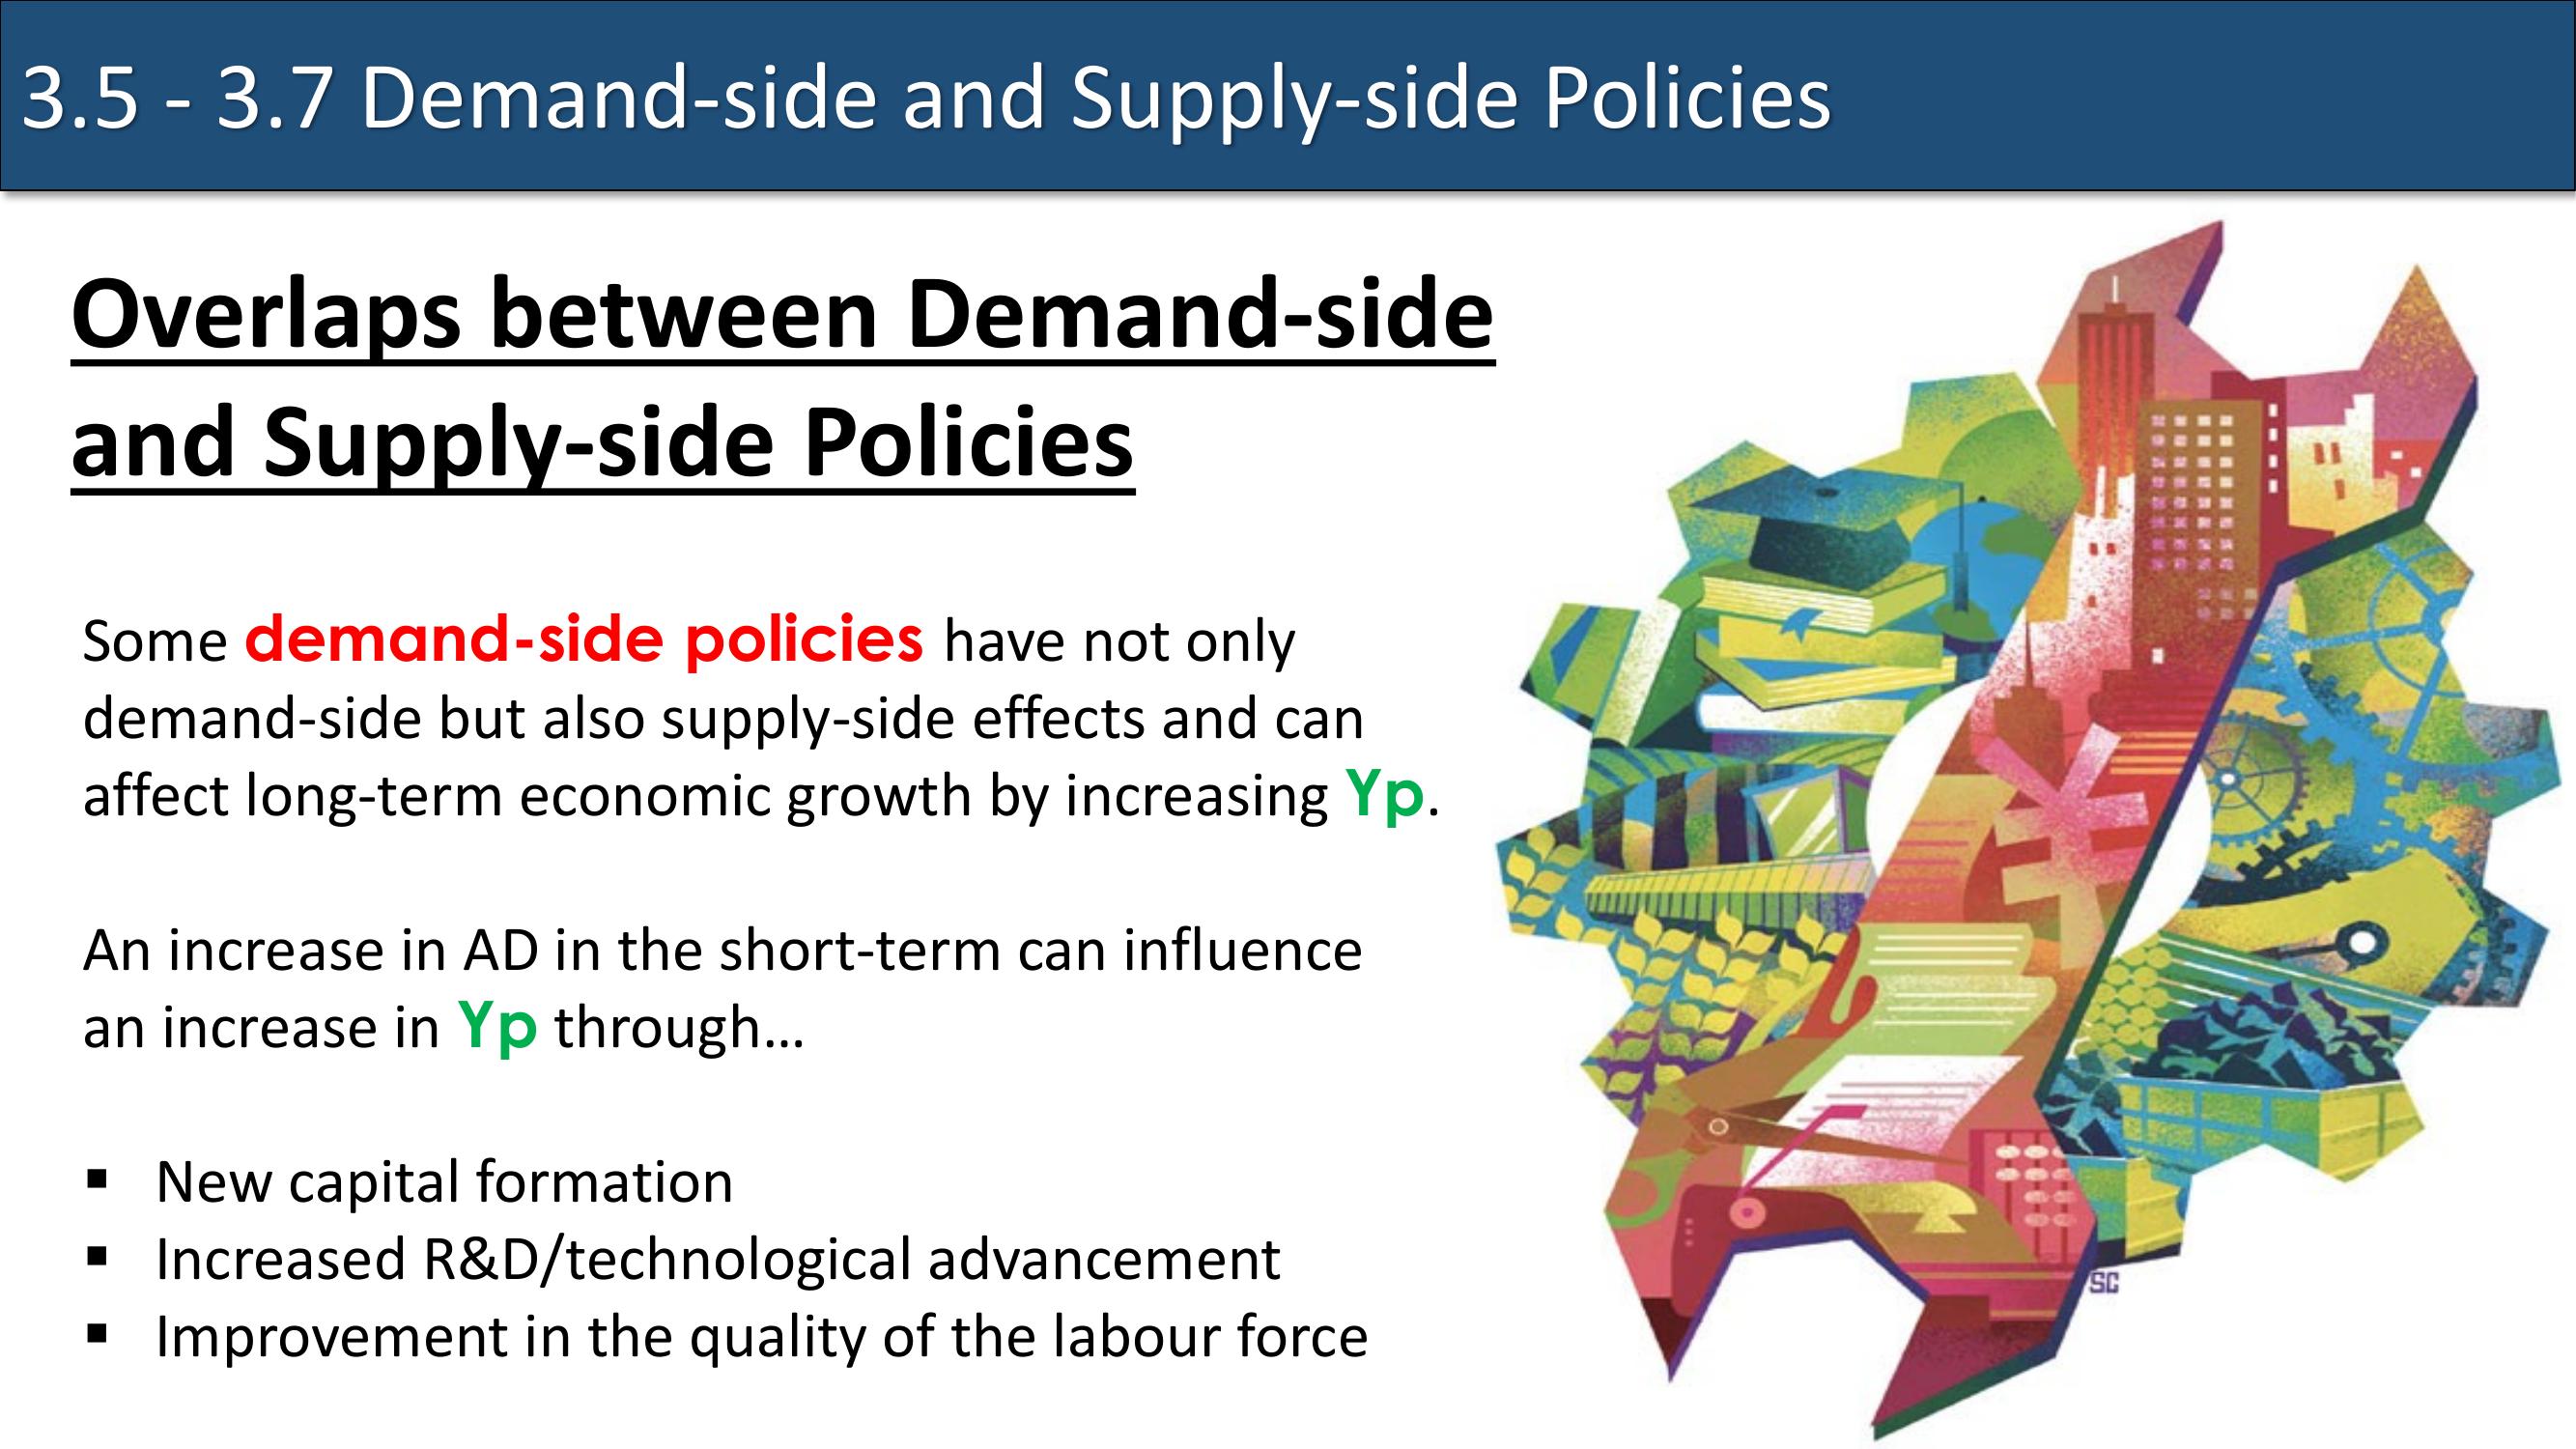 3.5 - 3.7 Demand-side and Supply-side Policies
Overlaps between Demand-side
and Supply-side Policies
Some demand-side policies have not only
demand-side but also supply-side effects and can
affect long-term economic growth by increasing Yp.
An increase in AD in the short-term can influence
an increase in Yp through...
▪ New capital formation
▪ Increased R&D/technological advancement
▪ Improvement in the quality of the labour force
SC